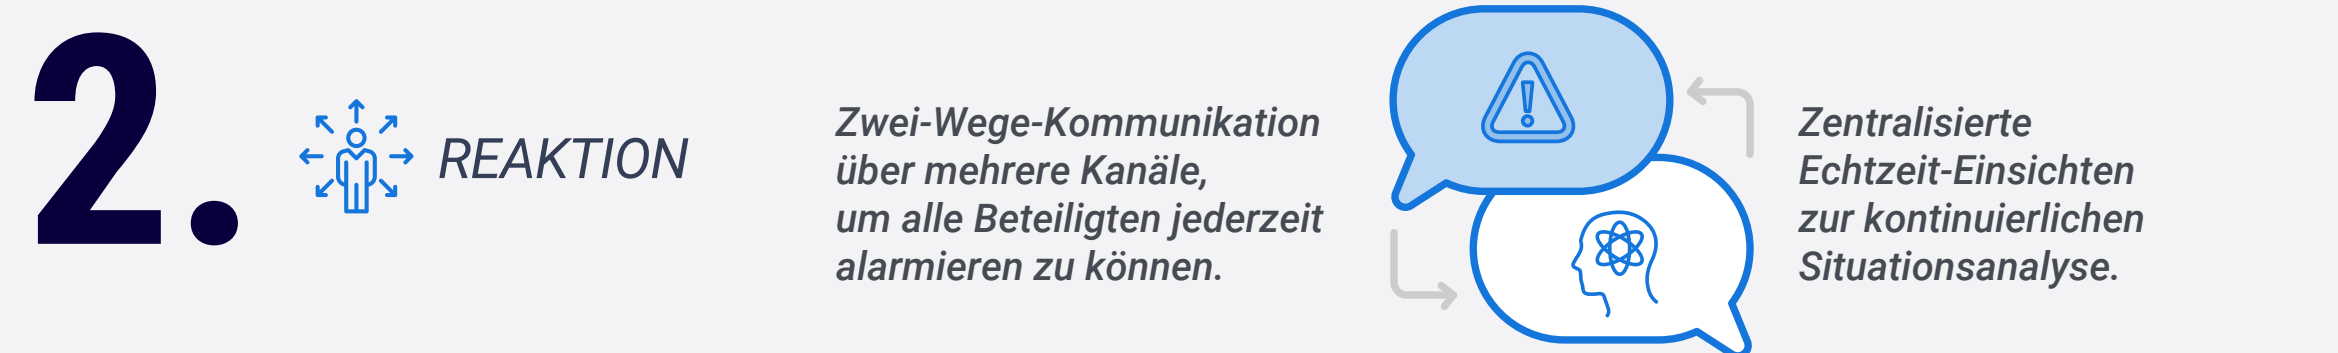 2.
REAKTION
Zwei-Wege-Kommunikation
über mehrere Kanäle,
um alle Beteiligten jederzeit
alarmieren zu können.
Zentralisierte
Echtzeit-Einsichten
zur kontinuierlichen
Situationsanalyse.